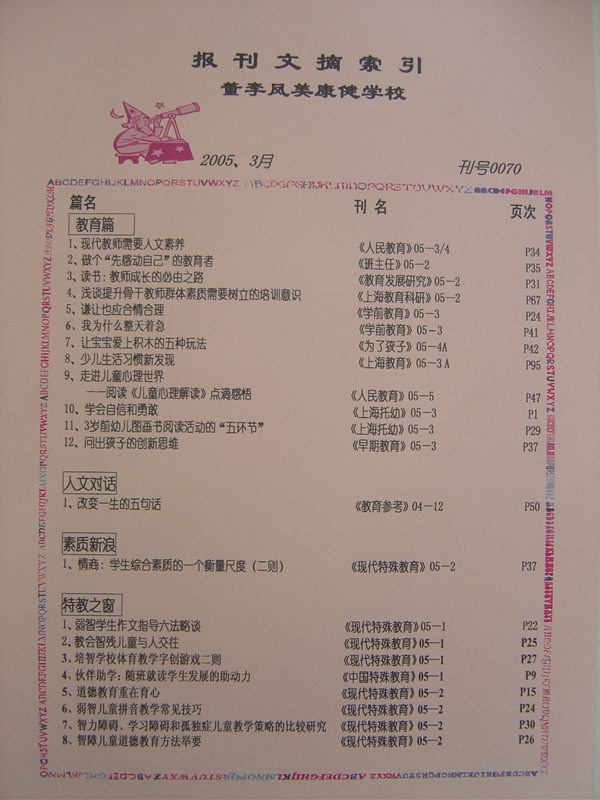 报刊文摘索引
董李凤美康健学校
2005、3月 刊号0070
ABCDEFGHIJKLMNOPQRSTUVWXYZ
篇名 刊名 页次
教育篇
1、现代教师需要人文素养 《人民教育》05-3/4 P34
2、做个“先感动自己”的教育者 《班主任》05-2 P35
3、读书:教师成长的必由之路 《教育发展研究》05-2 P31
4、浅谈提升骨干教师群体素质需要树立的培训意识 《上海教育科研》05-2 P67
5、谦让也应合情合理 《学前教育》05-3 P24
6、我为什么整天着急 《学前教育》05-3 P41
7、让宝宝爱上积木的五种玩法 《为了孩子》05-4A P42
8、少儿生活习惯新发现 《上海教育》05-3A P95
9、走进儿童心理世界
——阅读《儿童心理解读》点滴感悟 《人民教育》05-5 P47
10、学会自信和勇敢 《上海托幼》05-3 P1
11、3岁前幼儿图画书阅读活动的“五环节” 《上海托幼》05-3 P29
12、问出孩子的创新思维 《早期教育》05-3 P37
人文对话
1、改变一生的五句话 《教育参考》04-12 P50
素质新浪
1、情商:学生综合素质的一个衡量尺度(二则) 《现代特殊教育》05-2 P37
特教之窗
1、弱智学生作文指导六法略谈 《现代特殊教育》05-1 P22
2、教会智残儿童与人交往 《现代特殊教育》05-1 P25
3、培智学校体育教学字创游戏二则 《现代特殊教育》05-1 P27
4、伙伴助学:随班就读学生发展的助动力 《中国特殊教育》05-1 P9
5、道德教育重在育心 《现代特殊教育》05-2 P15
6、弱智儿童拼音教学常见技巧 《现代特殊教育》05-2 P24
7、智力障碍、学习障碍和孤独症儿童教学策略的比较研究 《现代特殊教育》05-2 P30
8、智障儿童道德教育方法举要 《现代特殊教育》05-2 P26